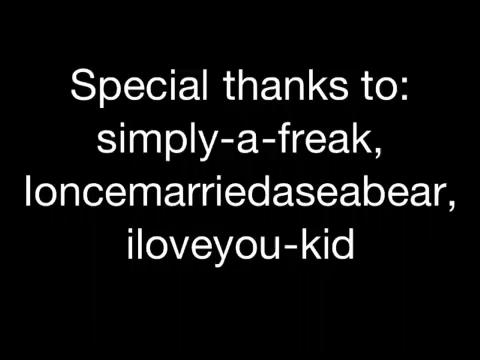 Special thanks to:
simply-a-freak,
Ioncemarriedaseabear,
iloveyou-kid